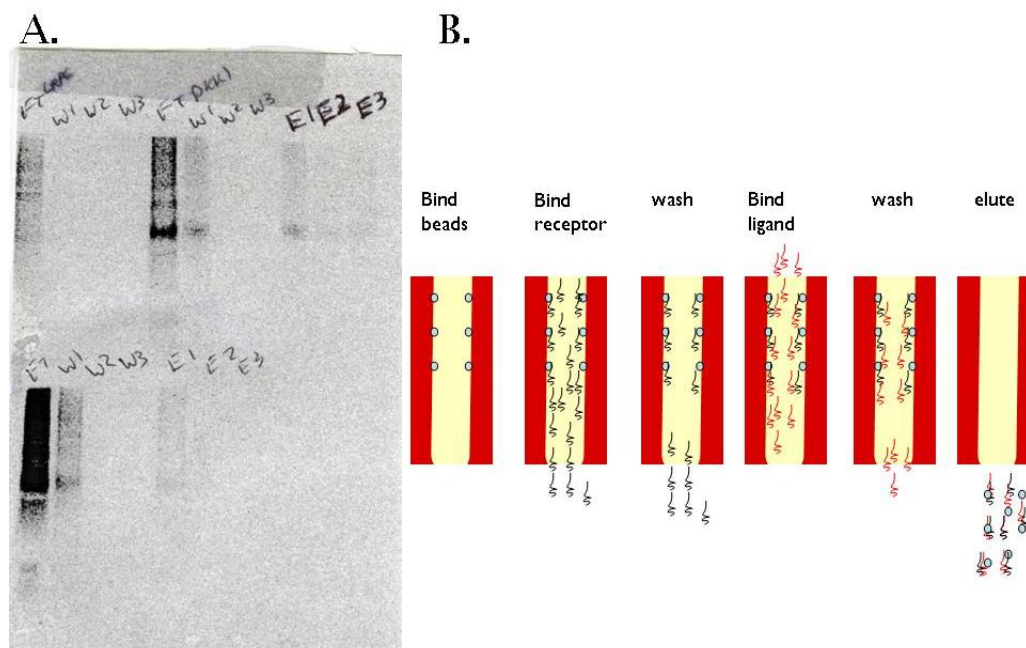 A.
FT W1 W2 W3 FT DKK1 W1 W2 W3 E1 E2 E3
FT W1 W2 W3 E1 E2 E3
B.
Bind
beads
Bind
receptor
wash
Bind
ligand
wash
elute